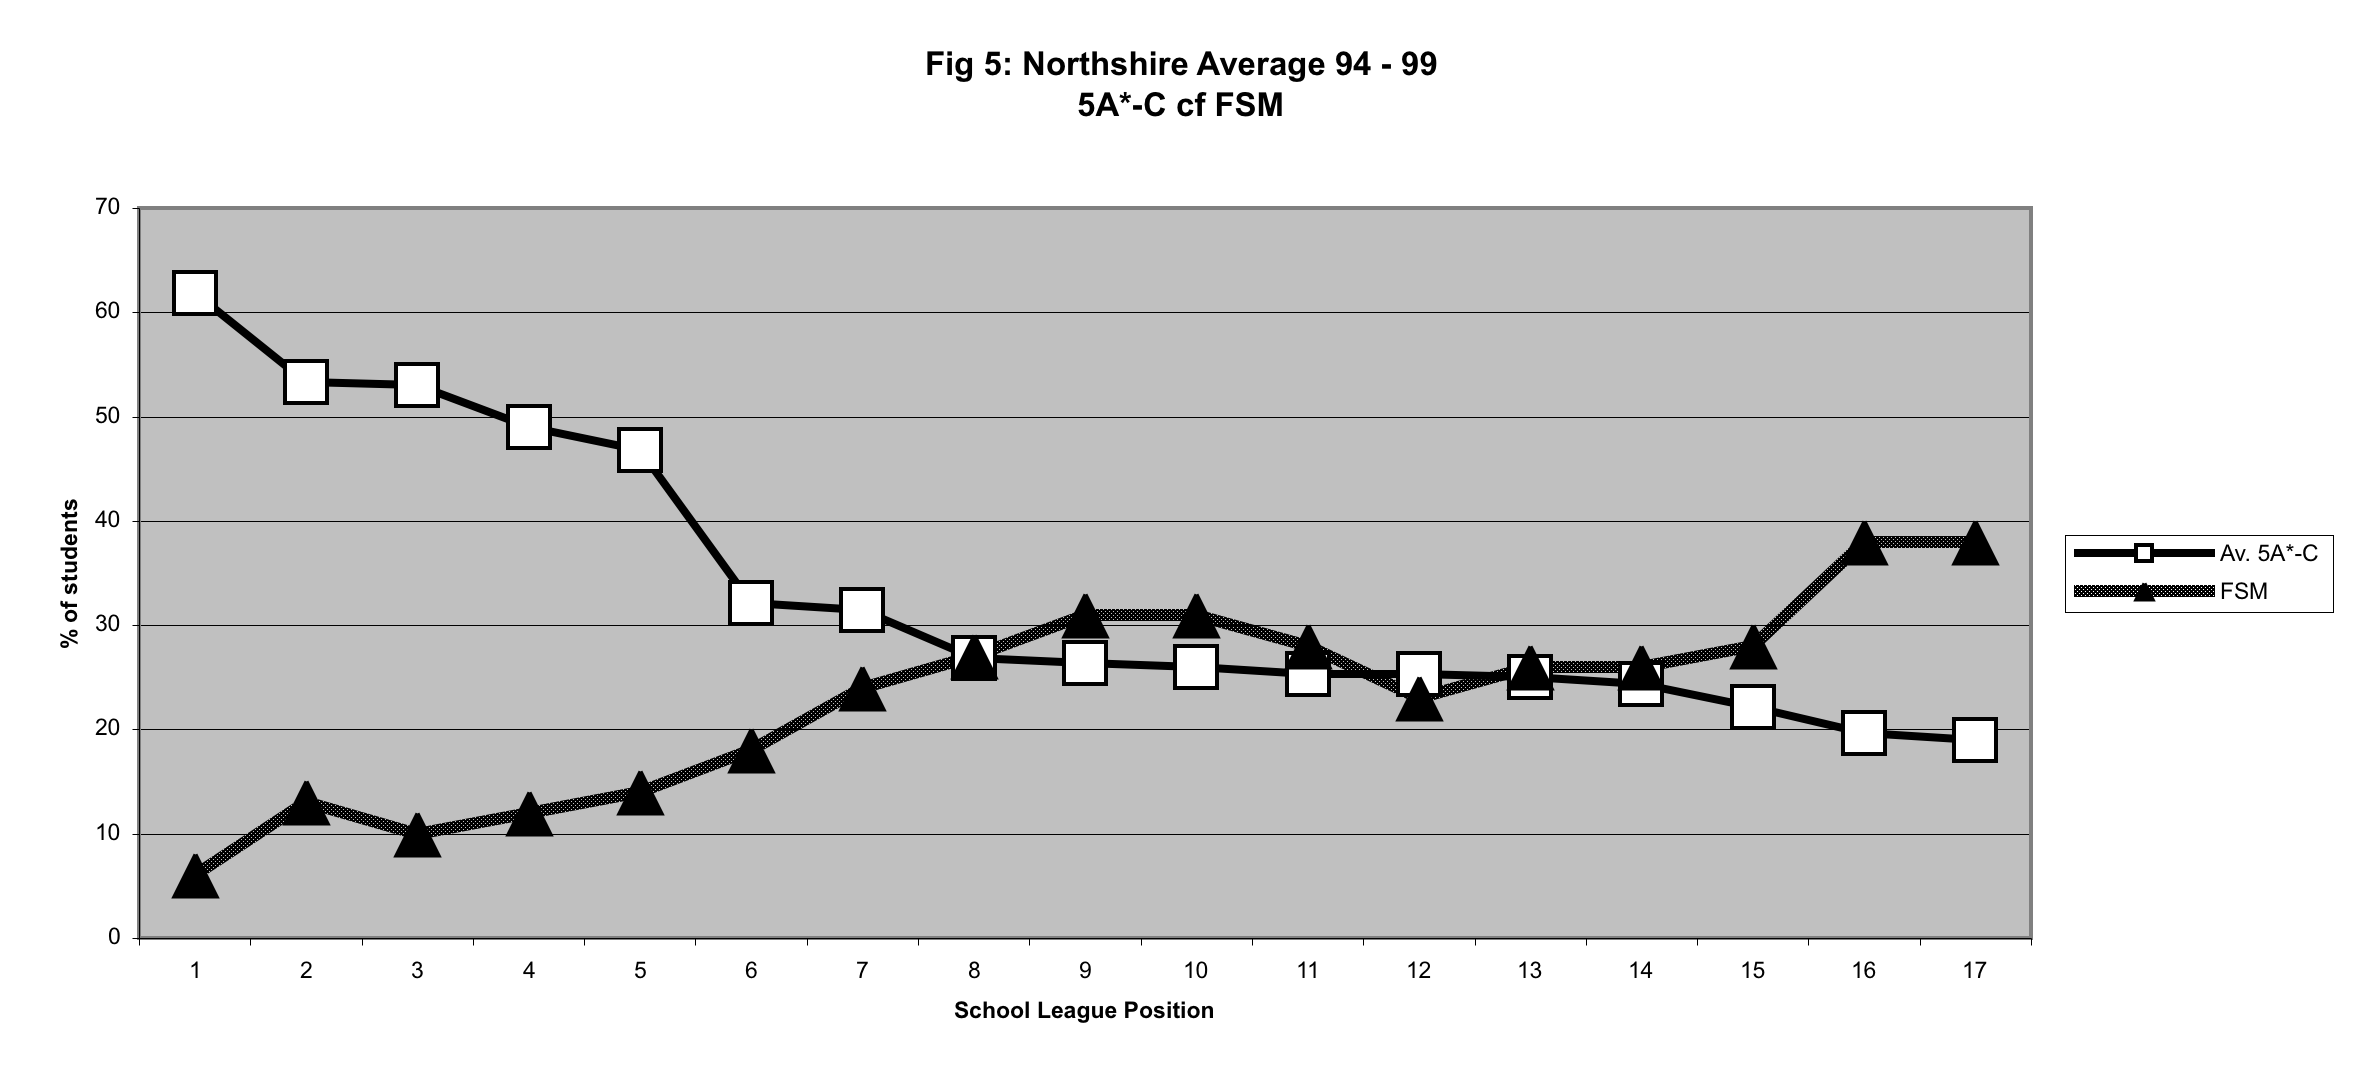 Fig 5: Northshire Average 94 - 99
5A*-C cf FSM
70
60
50
40
30
20
10
0
% of students
1 2 3 4 5 6 7 8 9 10 11 12 13 14 15 16 17
School League Position
Av. 5A*-C
FSM